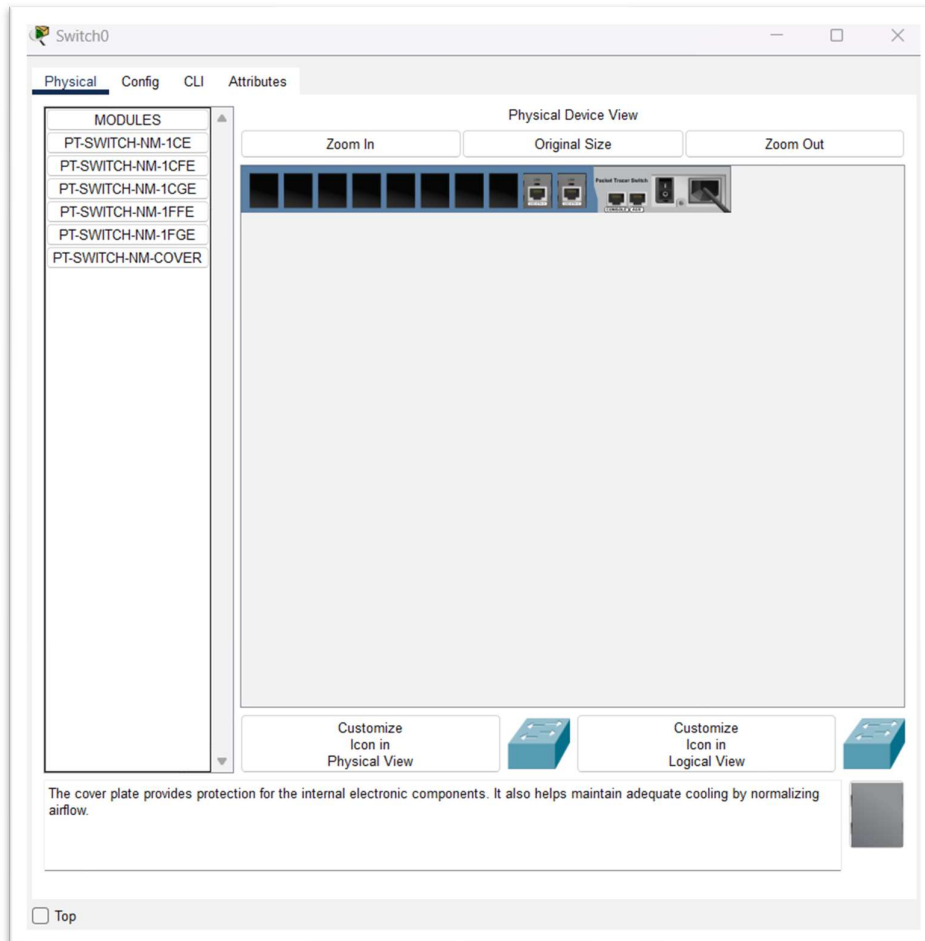 Switch0
Physical Config CLI Attributes
MODULES
PT-SWITCH-NM-1CE
PT-SWITCH-NM-1CFE
PT-SWITCH-NM-1CGE
PT-SWITCH-NM-1FFE
PT-SWITCH-NM-1FGE
PT-SWITCH-NM-COVER
Physical Device View
Zoom In Original Size Zoom Out
Packet Tracer Switch
CONSOLE AUX
Customize
Icon in
Physical View
Customize
Icon in
Logical View
The cover plate provides protection for the internal electronic components. It also helps maintain adequate cooling by normalizing
airflow.
Top